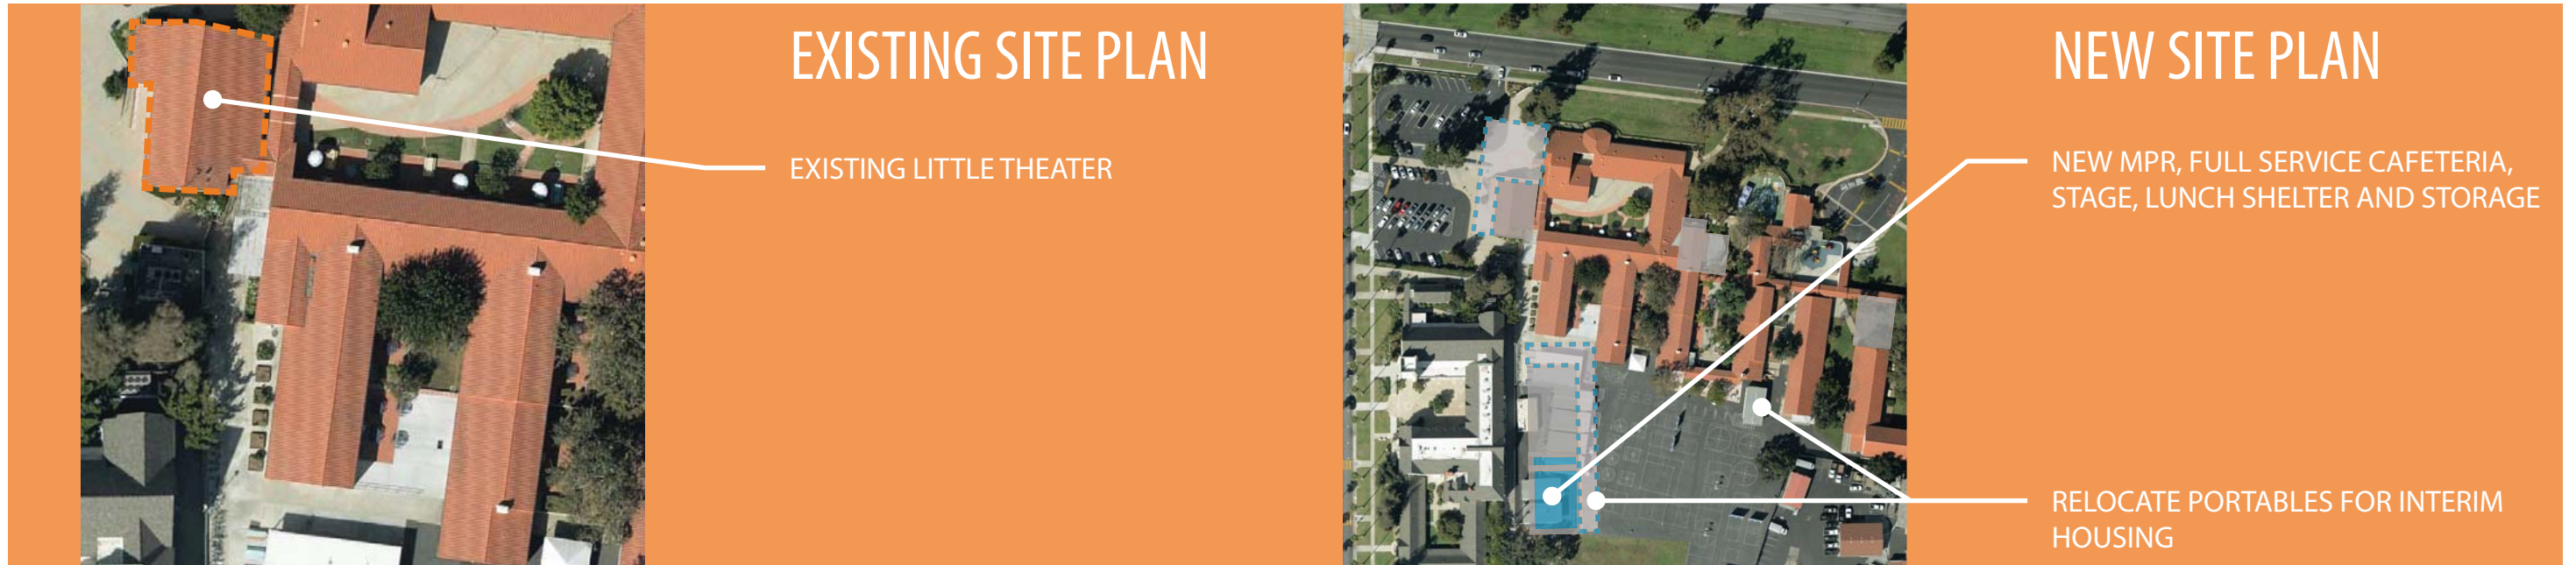 EXISTING SITE PLAN
EXISTING LITTLE THEATER
NEW SITE PLAN
NEW MPR, FULL SERVICE CAFETERIA,
STAGE, LUNCH SHELTER AND STORAGE
RELOCATE PORTABLES FOR INTERIM
HOUSING